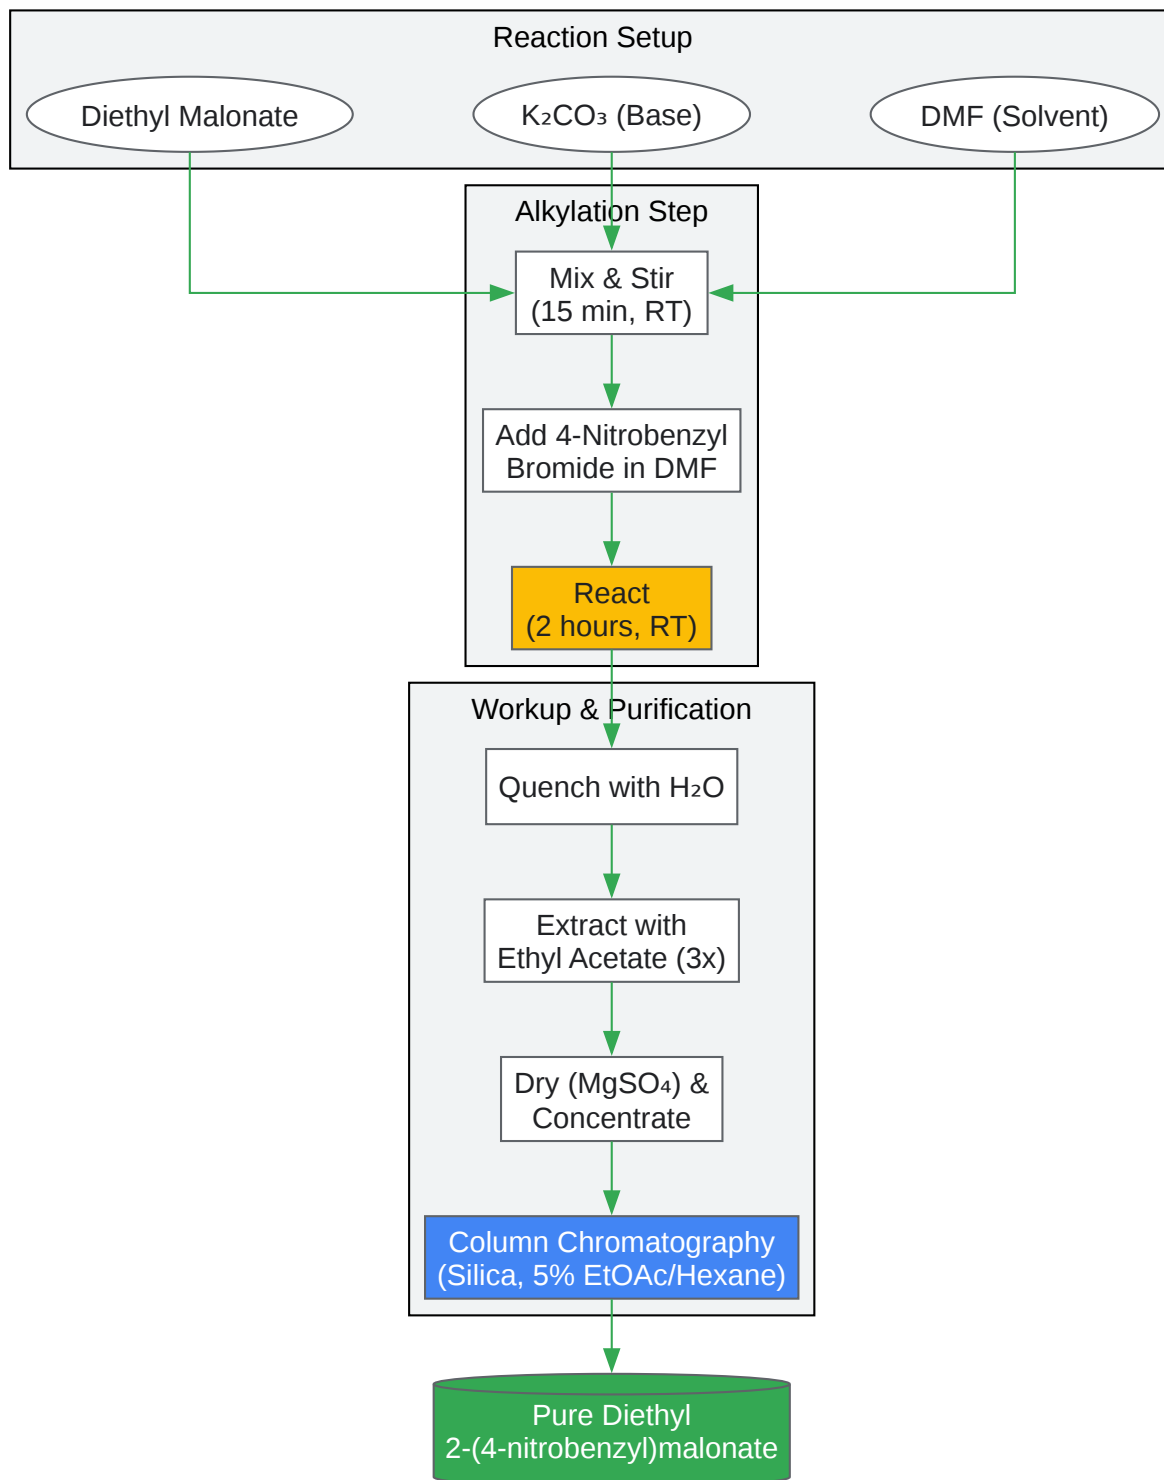 Reaction Setup
Diethyl Malonate
K₂CO₃ (Base)
DMF (Solvent)
Alkylation Step
Mix & Stir
(15 min, RT)
Add 4-Nitrobenzyl
Bromide in DMF
React
(2 hours, RT)
Workup & Purification
Quench with H₂O
Extract with
Ethyl Acetate (3x)
Dry (MgSO₄) &
Concentrate
Column Chromatography
(Silica, 5% EtOAc/Hexane)
Pure Diethyl
2-(4-nitrobenzyl)malonate